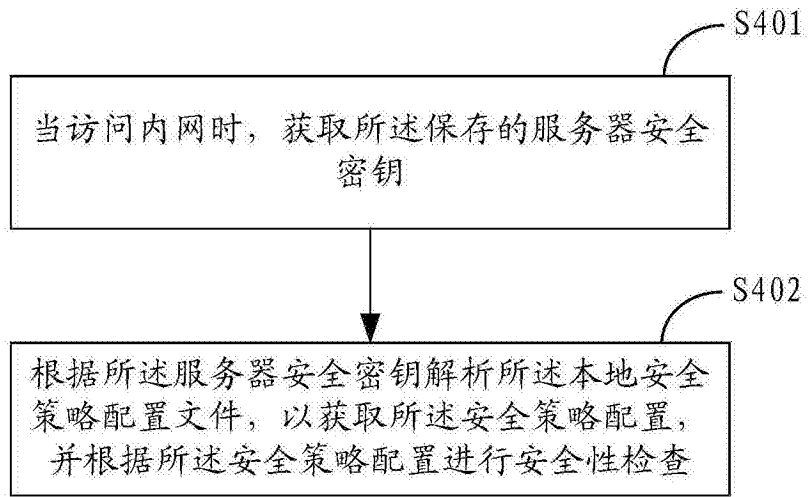 S401
当访问内网时，获取所述保存的服务器安全
密钥
S402
根据所述服务器安全密钥解析所述本地安全
策略配置文件，以获取所述安全策略配置，
并根据所述安全策略配置进行安全性检查